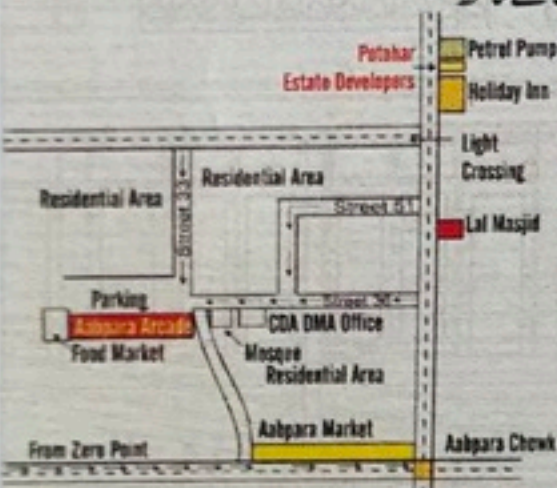 Potohar
Estate Developers
Petrol Pump
Holiday Inn
Light
Crossing
Residential Area
Residential Area
Street 33
Street 61
Lal Masjid
Parking
Aabpara Arcade
Food Market
Street 36
CDA DMA Office
Mosque
Residential Area
Aabpara Market
From Zero Point
Aabpara Chowk